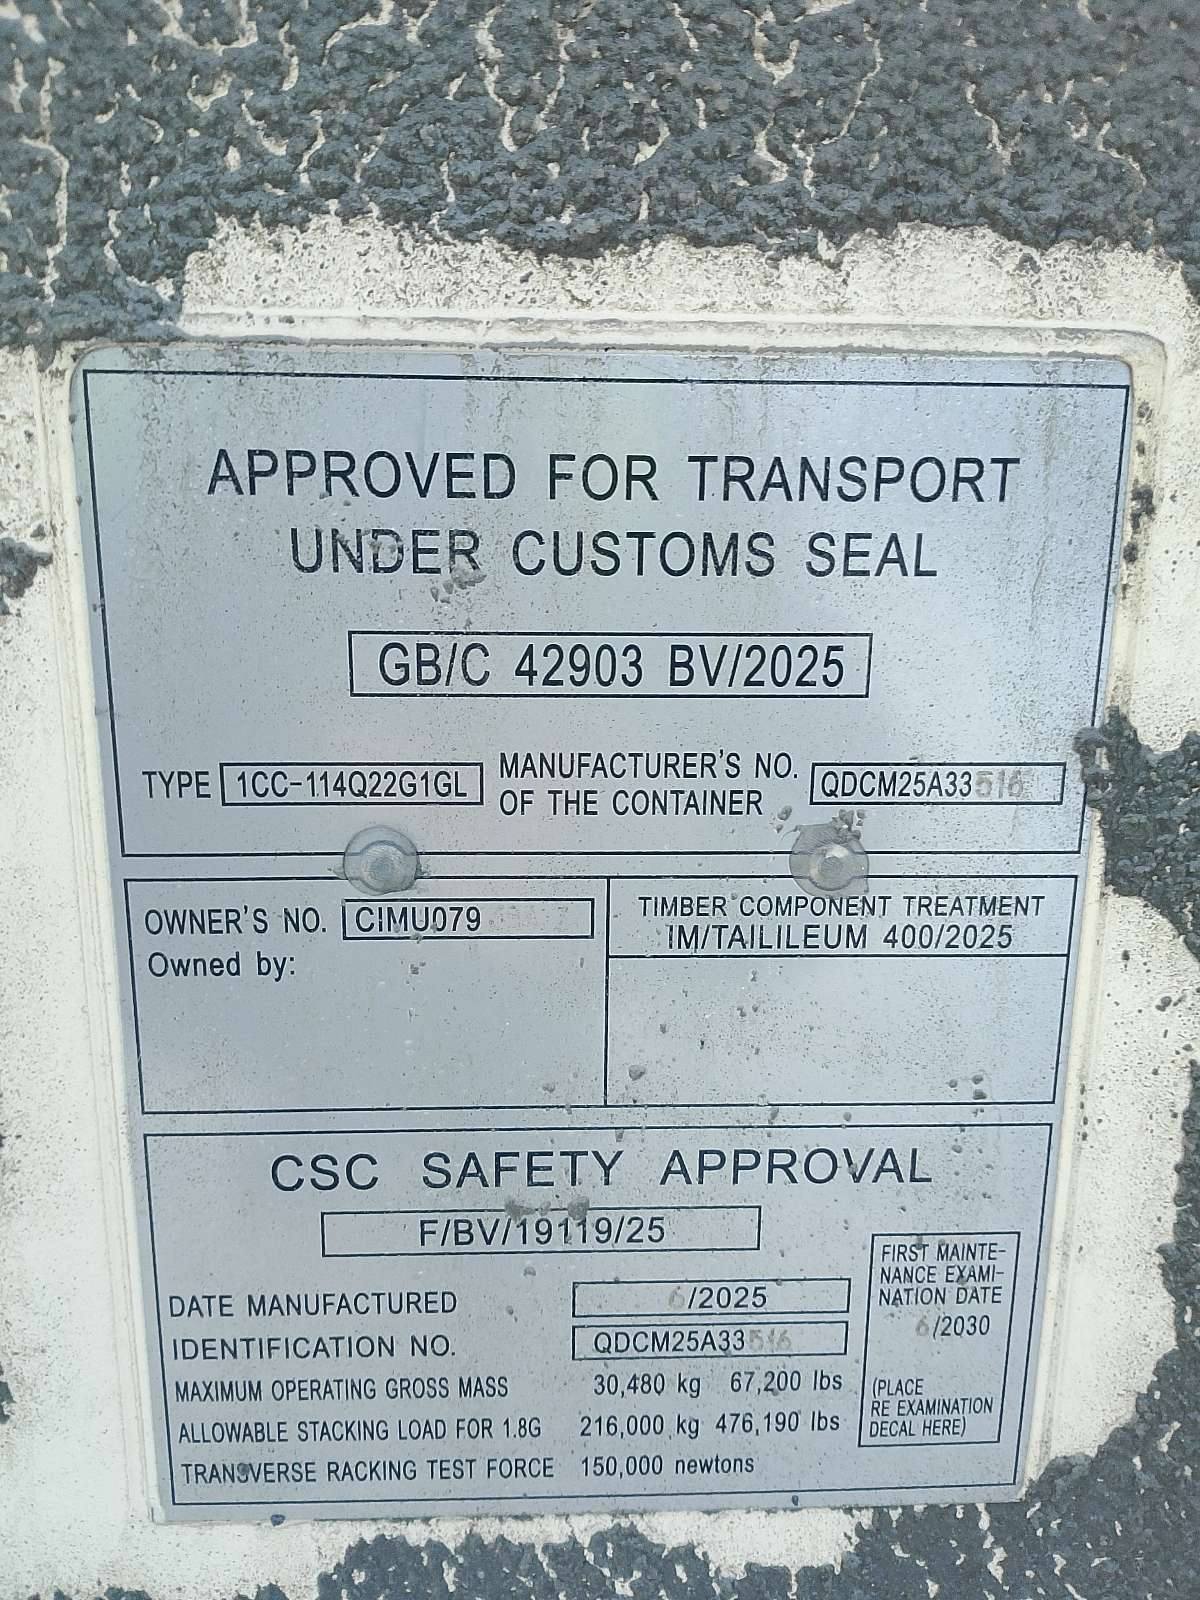 APPROVED FOR TRANSPORT
UNDER CUSTOMS SEAL
GB/C 42903 BV/2025
TYPE 1CC-114Q22G1GL
MANUFACTURER'S NO.
OF THE CONTAINER
QDCM25A33516
OWNER'S NO. CIMU079
Owned by:
TIMBER COMPONENT TREATMENT
IM/TAILILEUM 400/2025
CSC SAFETY APPROVAL
F/BV/19119/25
DATE MANUFACTURED 6/2025
IDENTIFICATION NO. QDCM25A33516
MAXIMUM OPERATING GROSS MASS 30,480 kg 67,200 lbs
ALLOWABLE STACKING LOAD FOR 1.8G 216,000 kg 476,190 lbs
TRANSVERSE RACKING TEST FORCE 150,000 newtons
FIRST MAINTE-
NANCE EXAMI-
NATION DATE
6/2030
(PLACE
RE EXAMINATION
DECAL HERE)